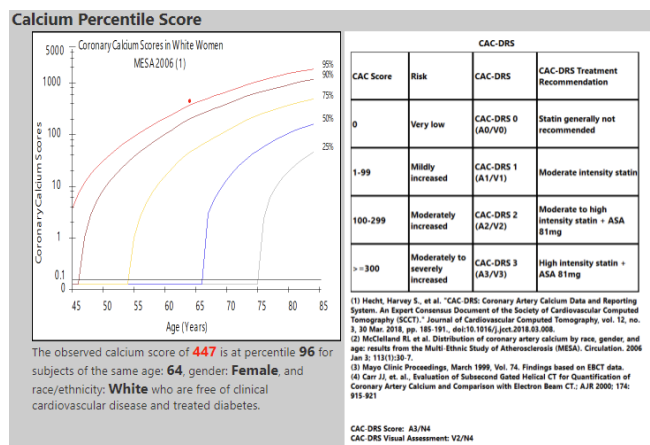 Calcium Percentile Score
5000
Coronary Calcium Scores in White Women
MESA 2006 (1)
1000
100
10
1
0.1
0
95%
90%
75%
50%
25%
Coronary Calcium Scores
45 50 55 60 65 70 75 80 85
Age (Years)
The observed calcium score of 447 is at percentile 96 for
subjects of the same age: 64, gender: Female, and
race/ethnicity: White who are free of clinical
cardiovascular disease and treated diabetes.
CAC-DRS
CAC Score Risk CAC-DRS CAC-DRS Treatment
Recommendation
0 Very low CAC-DRS 0
(A0/V0) Statin generally not
recommended
1-99 Mildly
increased CAC-DRS 1
(A1/V1) Moderate intensity statin
100-299 Moderately
increased CAC-DRS 2
(A2/V2) Moderate to high
intensity statin + ASA
81mg
>=300 Moderately to
severely
increased CAC-DRS 3
(A3/V3) High intensity statin +
ASA 81mg
(1) Hecht, Harvey S., et al. "CAC-DRS: Coronary Artery Calcium Data and Reporting
System. An Expert Consensus Document of the Society of Cardiovascular Computed
Tomography (SCCT)." Journal of Cardiovascular Computed Tomography, vol. 12, no.
3, 30 Mar. 2018, pp. 185-191., doi:10.1016/j.jcct.2018.03.008.
(2) McClelland RL et al. Distribution of coronary artery calcium by race, gender, and
age: results from the Multi-Ethnic Study of Atherosclerosis (MESA). Circulation. 2006
Jan 3; 113(1):30-7.
(3) Mayo Clinic Proceedings, March 1999, Vol. 74. Findings based on EBCT data.
(4) Carr JJ, et. al., Evaluation of Subsecond Gated Helical CT for Quantification of
Coronary Artery Calcium and Comparison with Electron Beam CT.; AJR 2000; 174:
915-921
CAC-DRS Score: A3/N4
CAC-DRS Visual Assessment: V2/N4